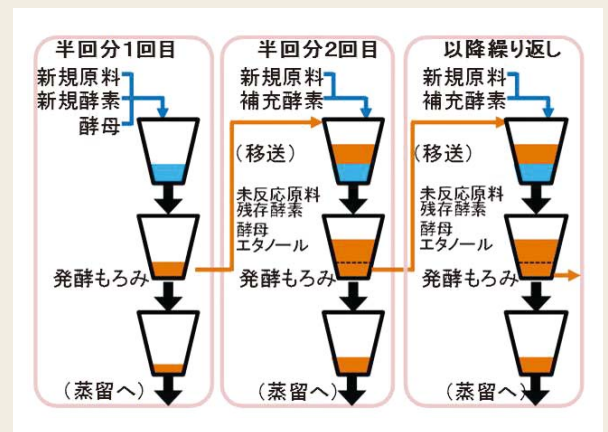 半回分1回目
新規原料
新規酵素
酵母
発酵もろみ
(蒸留へ)
半回分2回目
新規原料
補充酵素
(移送)
未反応原料
残存酵素
酵母
エタノール
発酵もろみ
(蒸留へ)
以降繰り返し
新規原料
補充酵素
(移送)
未反応原料
残存酵素
酵母
エタノール
発酵もろみ
(蒸留へ)